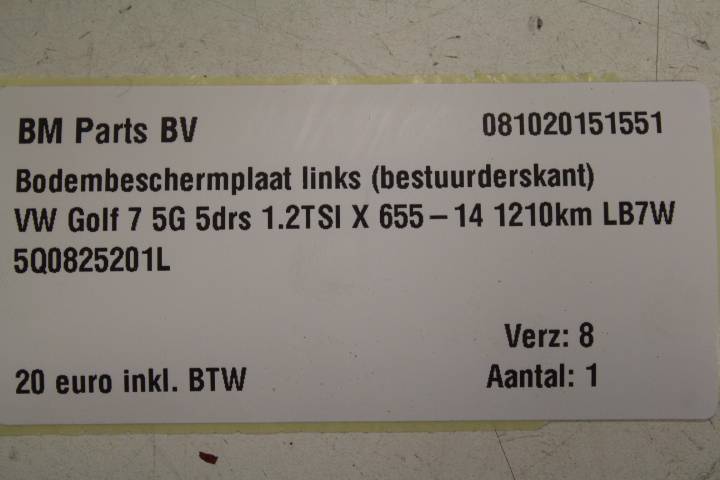 BM Parts BV 081020151551
Bodembeschermplaat links (bestuurderskant)
VW Golf 7 5G 5drs 1.2TSI X 655-14 1210km LB7W
5Q0825201L
Verz: 8
20 euro inkl. BTW Aantal: 1